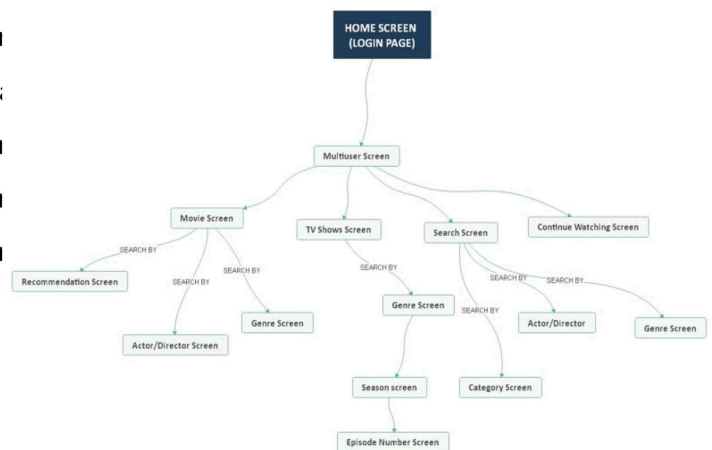 HOME SCREEN
(LOGIN PAGE)
Multiuser Screen
Movie Screen
TV Shows Screen
Search Screen
Continue Watching Screen
SEARCH BY
SEARCH BY
SEARCH BY
SEARCH BY
SEARCH BY
SEARCH BY
SEARCH BY
Recommendation Screen
Actor/Director Screen
Genre Screen
Genre Screen
Actor/Director
Genre Screen
Season screen
Category Screen
Episode Number Screen